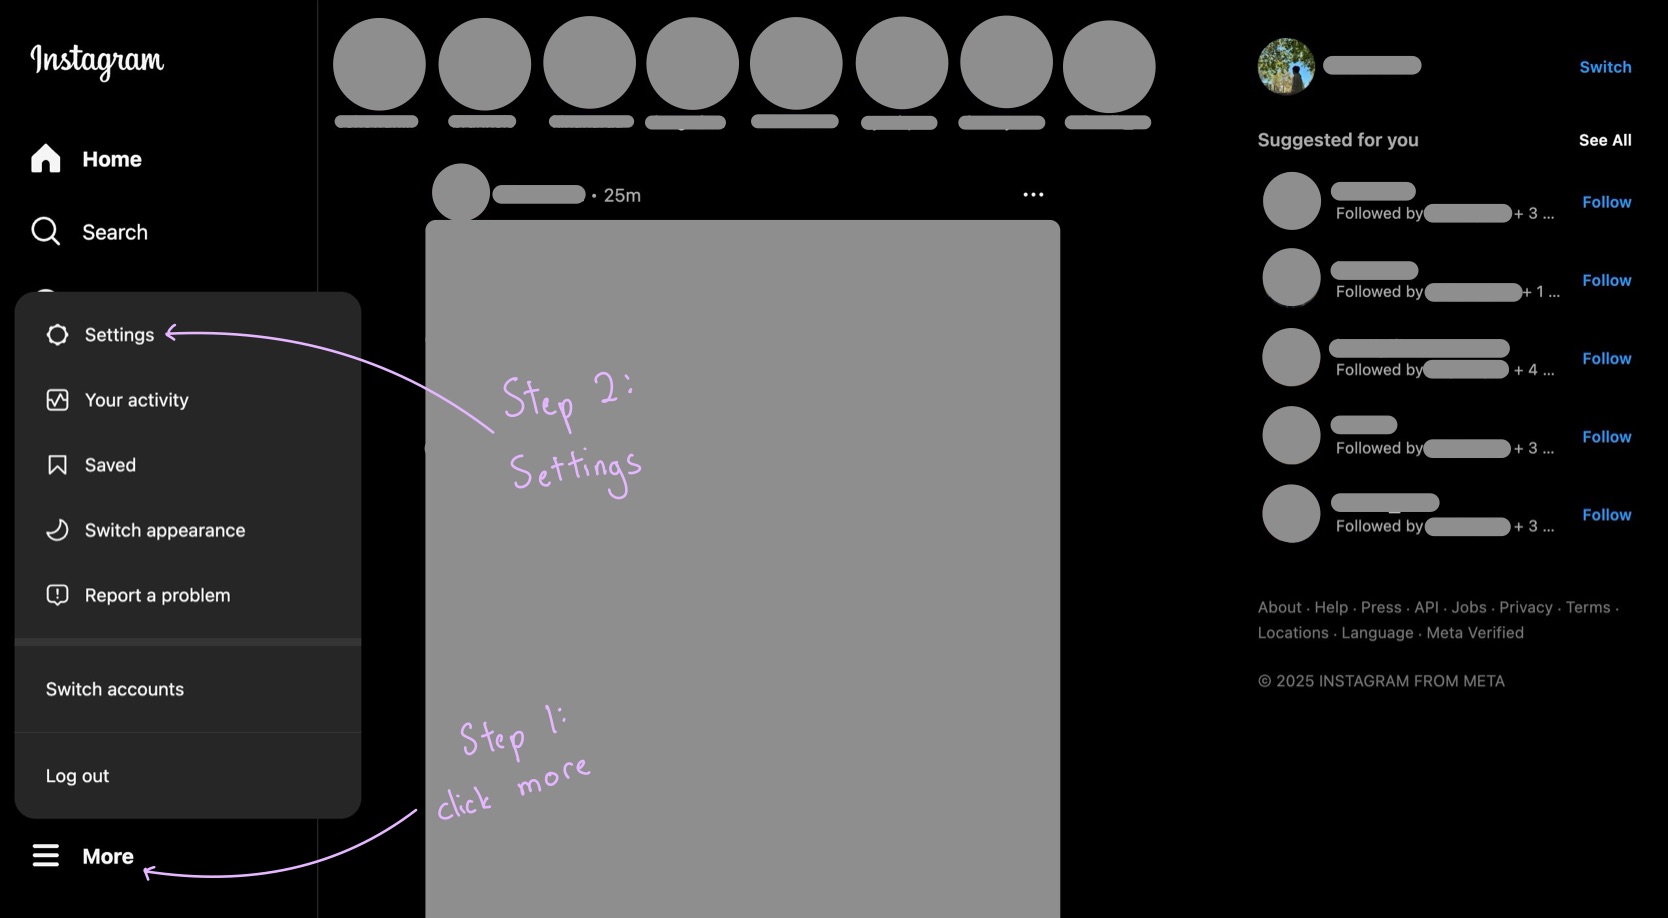 Instagram
Home
Search
Settings
Your activity
Saved
Switch appearance
Report a problem
Switch accounts
Log out
More
• 25m
Step 2:
Settings
Step 1:
click more
Switch
Suggested for you
See All
Followed by + 3 ...
Follow
Followed by + 1 ...
Follow
Followed by + 4 ...
Follow
Followed by + 3 ...
Follow
Followed by + 3 ...
Follow
About · Help · Press · API · Jobs · Privacy · Terms ·
Locations · Language · Meta Verified
© 2025 INSTAGRAM FROM META